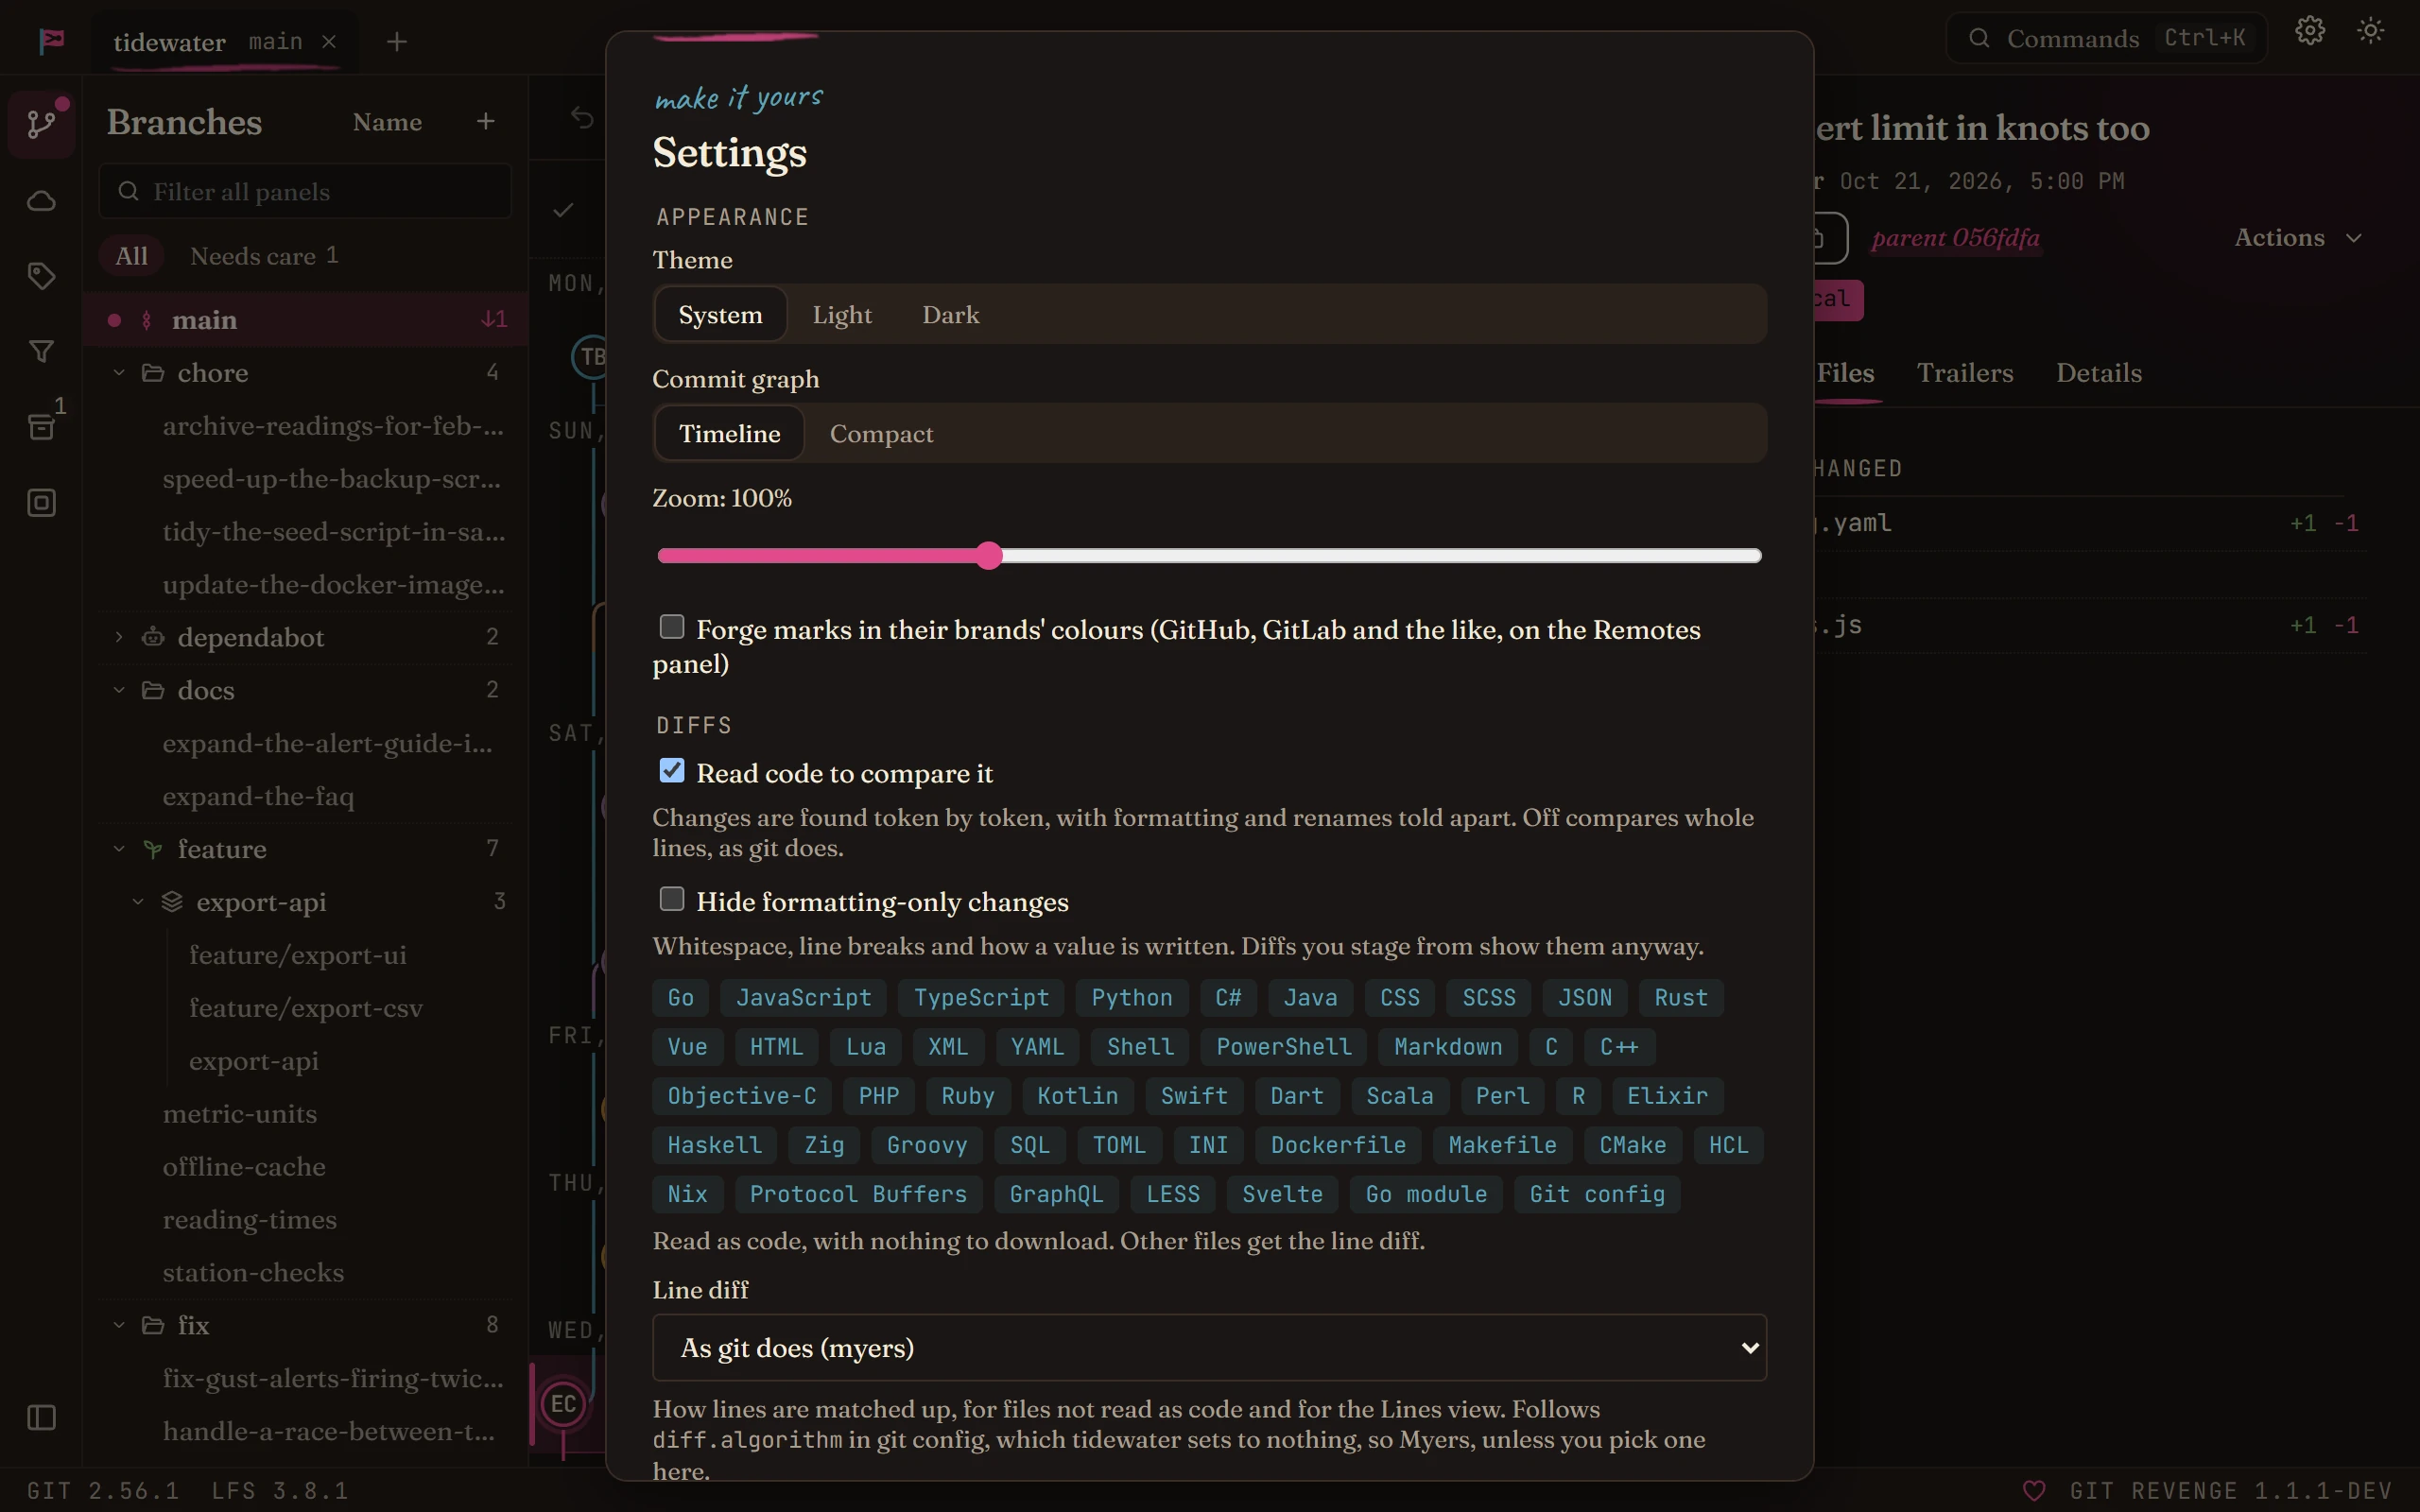 tidewater main
Commands Ctrl+K
Branches Name
Filter all panels
All Needs care 1
main ↓1
chore 4
archive-readings-for-feb-...
speed-up-the-backup-scr...
tidy-the-seed-script-in-sa...
update-the-docker-image...
dependabot 2
docs 2
expand-the-alert-guide-i...
expand-the-faq
feature 7
export-api 3
feature/export-ui
feature/export-csv
export-api
metric-units
offline-cache
reading-times
station-checks
fix 8
fix-gust-alerts-firing-twic...
handle-a-race-between-t...
1
MON,
TB
SUN,
SAT,
FRI,
THU,
WED,
EC
make it yours
Settings
APPEARANCE
Theme
System Light Dark
Commit graph
Timeline Compact
Zoom: 100%
Forge marks in their brands' colours (GitHub, GitLab and the like, on the Remotes
panel)
DIFFS
Read code to compare it
Changes are found token by token, with formatting and renames told apart. Off compares whole
lines, as git does.
Hide formatting-only changes
Whitespace, line breaks and how a value is written. Diffs you stage from show them anyway.
Go JavaScript TypeScript Python C# Java CSS SCSS JSON Rust
Vue HTML Lua XML YAML Shell PowerShell Markdown C C++
Objective-C PHP Ruby Kotlin Swift Dart Scala Perl R Elixir
Haskell Zig Groovy SQL TOML INI Dockerfile Makefile CMake HCL
Nix Protocol Buffers GraphQL LESS Svelte Go module Git config
Read as code, with nothing to download. Other files get the line diff.
Line diff
As git does (myers)
How lines are matched up, for files not read as code and for the Lines view. Follows
diff.algorithm in git config, which tidewater sets to nothing, so Myers, unless you pick one
here.
ert limit in knots too
r Oct 21, 2026, 5:00 PM
parent 056fdfa Actions
cal
Files Trailers Details
HANGED
.yaml +1 -1
.js +1 -1
GIT 2.56.1 LFS 3.8.1
GIT REVENGE 1.1.1-DEV